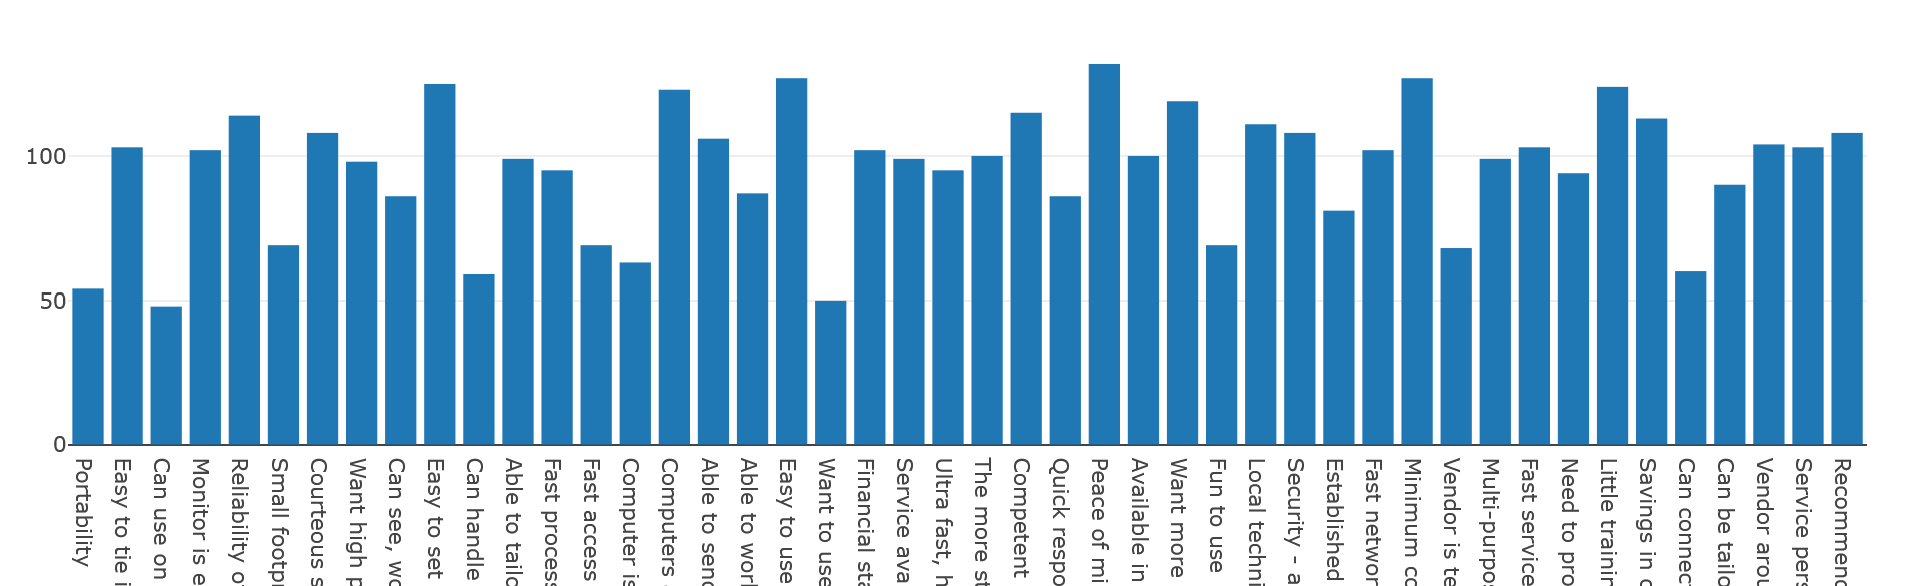 100
50
0
Portability
Easy to tie i
Can use on
Monitor is e
Reliability o
Small footp
Courteous s
Want high p
Can see, wo
Easy to set
Can handle
Able to tailo
Fast process
Fast access
Computer is
Computers
Able to send
Able to work
Easy to use
Want to use
Financial sta
Service ava
Ultra fast, h
The more st
Competent
Quick respo
Peace of mi
Available in
Want more
Fun to use
Local techni
Security - a
Established
Fast networ
Minimum co
Vendor is te
Multi-purpo
Fast service
Need to pro
Little trainin
Savings in c
Can connect
Can be tailo
Vendor arou
Service pers
Recommend